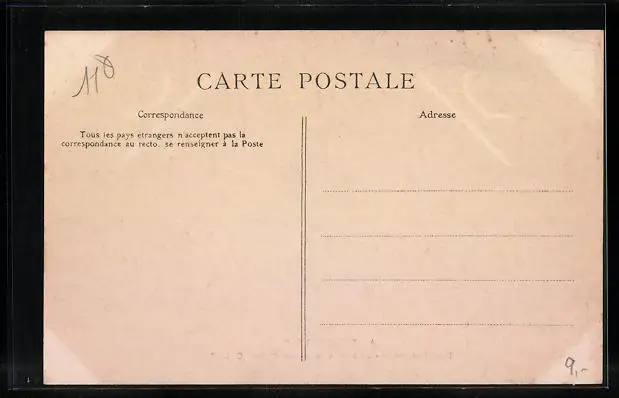 118
CARTE POSTALE
Correspondance
Tous les pays etrangers n'acceptent pas la
correspondance au recto, se renseigner à la Poste
Adresse
9,-